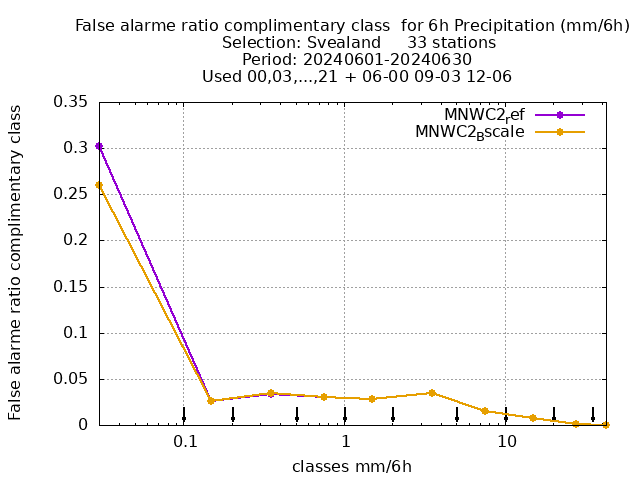 False alarme ratio complimentary class  for 6h Precipitation (mm/6h)
Selection: Svealand     33 stations
Period: 20240601-20240630
Used 00,03,...,21 + 06-00 09-03 12-06
MNWC2ref
MNWC2Bscale
False alarme ratio complimentary class
0.35
0.3
0.25
0.2
0.15
0.1
0.05
0
0.1
1
10
classes mm/6h